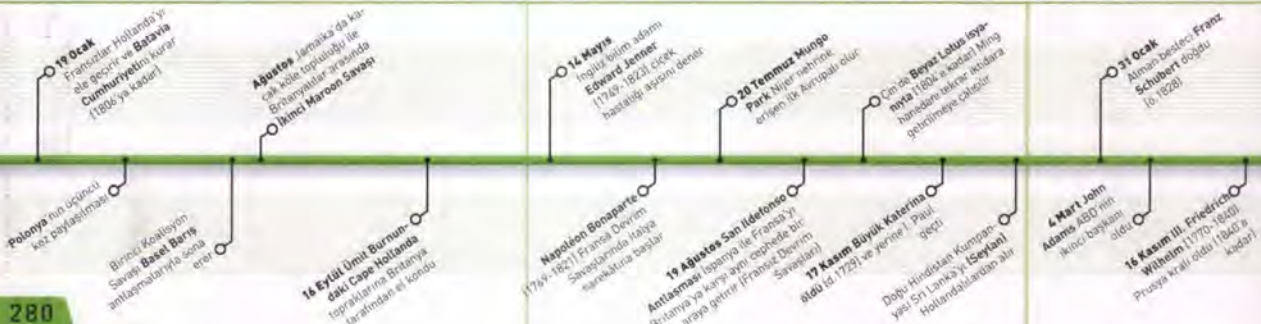 19 Ocak
Fransızlar Hollanda'yı
ele geçirir ve Batavia
Cumhuriyetini kurar
(1806'ya kadar)
Polonya'nın üçüncü
kez paylaşılması
Birinci Koalisyon
Savaşı Basel Barış
antlaşmalarıyla sona
erer
Ağustos Jamaika'da ka-
çak köle topluluğu ile
Britanyalılar arasında
İkinci Maroon Savaşı
16 Eylül Ümit Burnun-
daki Cape Hollanda
topraklarına Britanya
tarafından el kondu
14 Mayıs
İngiliz bilim adamı
Edward Jenner
(1749-1823) çiçek
hastalığı aşısını dener
Napoléon Bonaparte
(1769-1821) Fransa Devrim
Savaşlarında İtalya
harekâtına başlar
20 Temmuz Mungo
Park Nijer nehrine
erişen ilk Avrupalı olur
19 Ağustos San Ildefonso
Antlaşması İspanya ile Fransa'yı
Britanya'ya karşı aynı cephede bir
araya getirir (Fransız Devrim
Savaşları)
Çin'de Beyaz Lotus isya-
nıyla (1804'e kadar) Ming
hanedanı tekrar iktidara
getirilmeye çalışılır
17 Kasım Büyük Katerina
öldü (d.1729) ve yerine I. Paul
geçti
Doğu Hindistan Kumpan-
yası Sri Lanka'yı (Seylan)
Hollandalılardan alır
31 Ocak
Alman besteci Franz
Schubert doğdu
(ö.1828)
4 Mart John
Adams ABD'nin
ikinci başkanı
oldu
16 Kasım III. Friedrich
Wilhelm (1770-1840)
Prusya kralı oldu (1840'a
kadar)
280